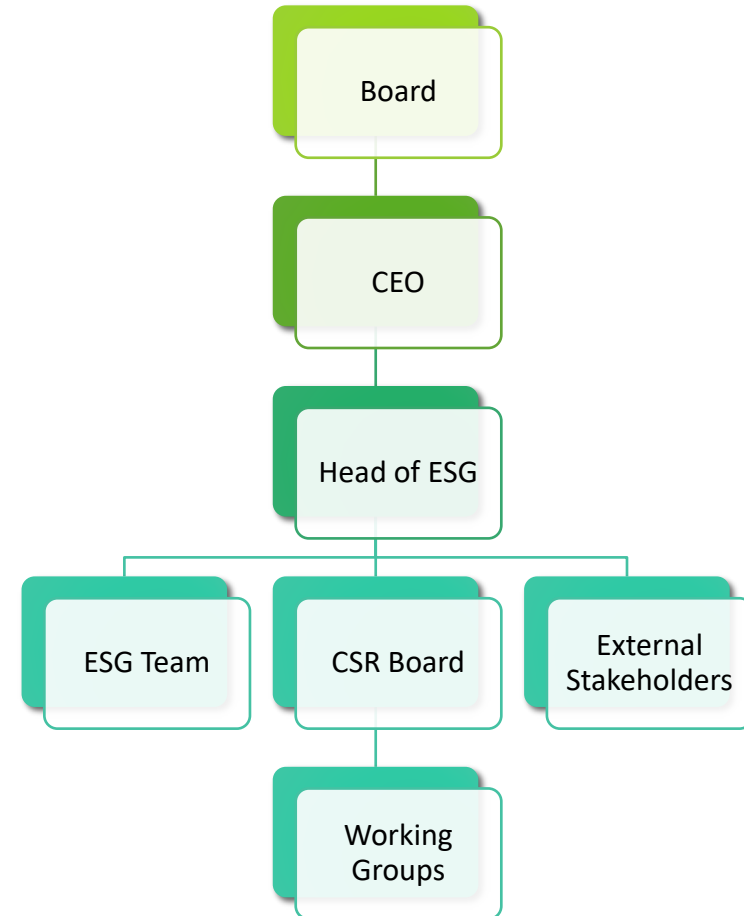 Board
CEO
Head of ESG
ESG Team
CSR Board
External
Stakeholders
Working
Groups